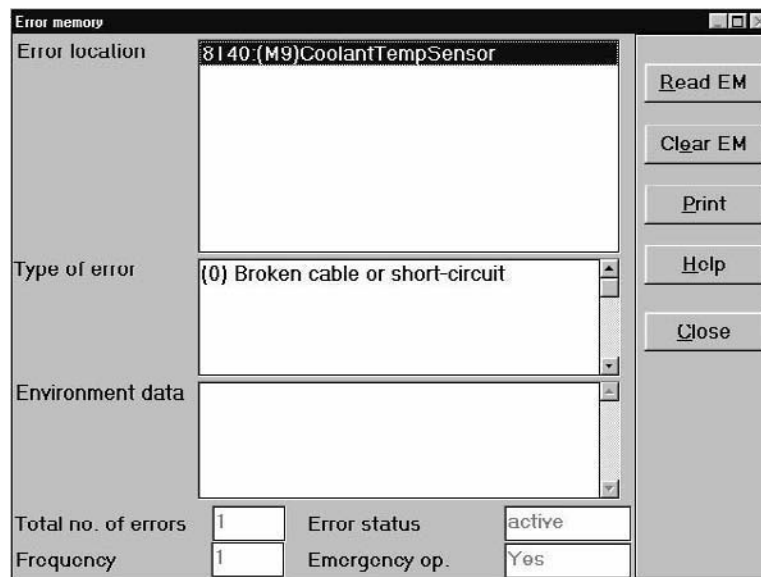 Error memory
Error location
8140:(M9)CoolantTempSensor
Read EM
Clear EM
Print
Help
Close
Type of error
(0) Broken cable or short-circuit
Environment data
Total no. of errors 1 Error status active
Frequency 1 Emergency op. Yes